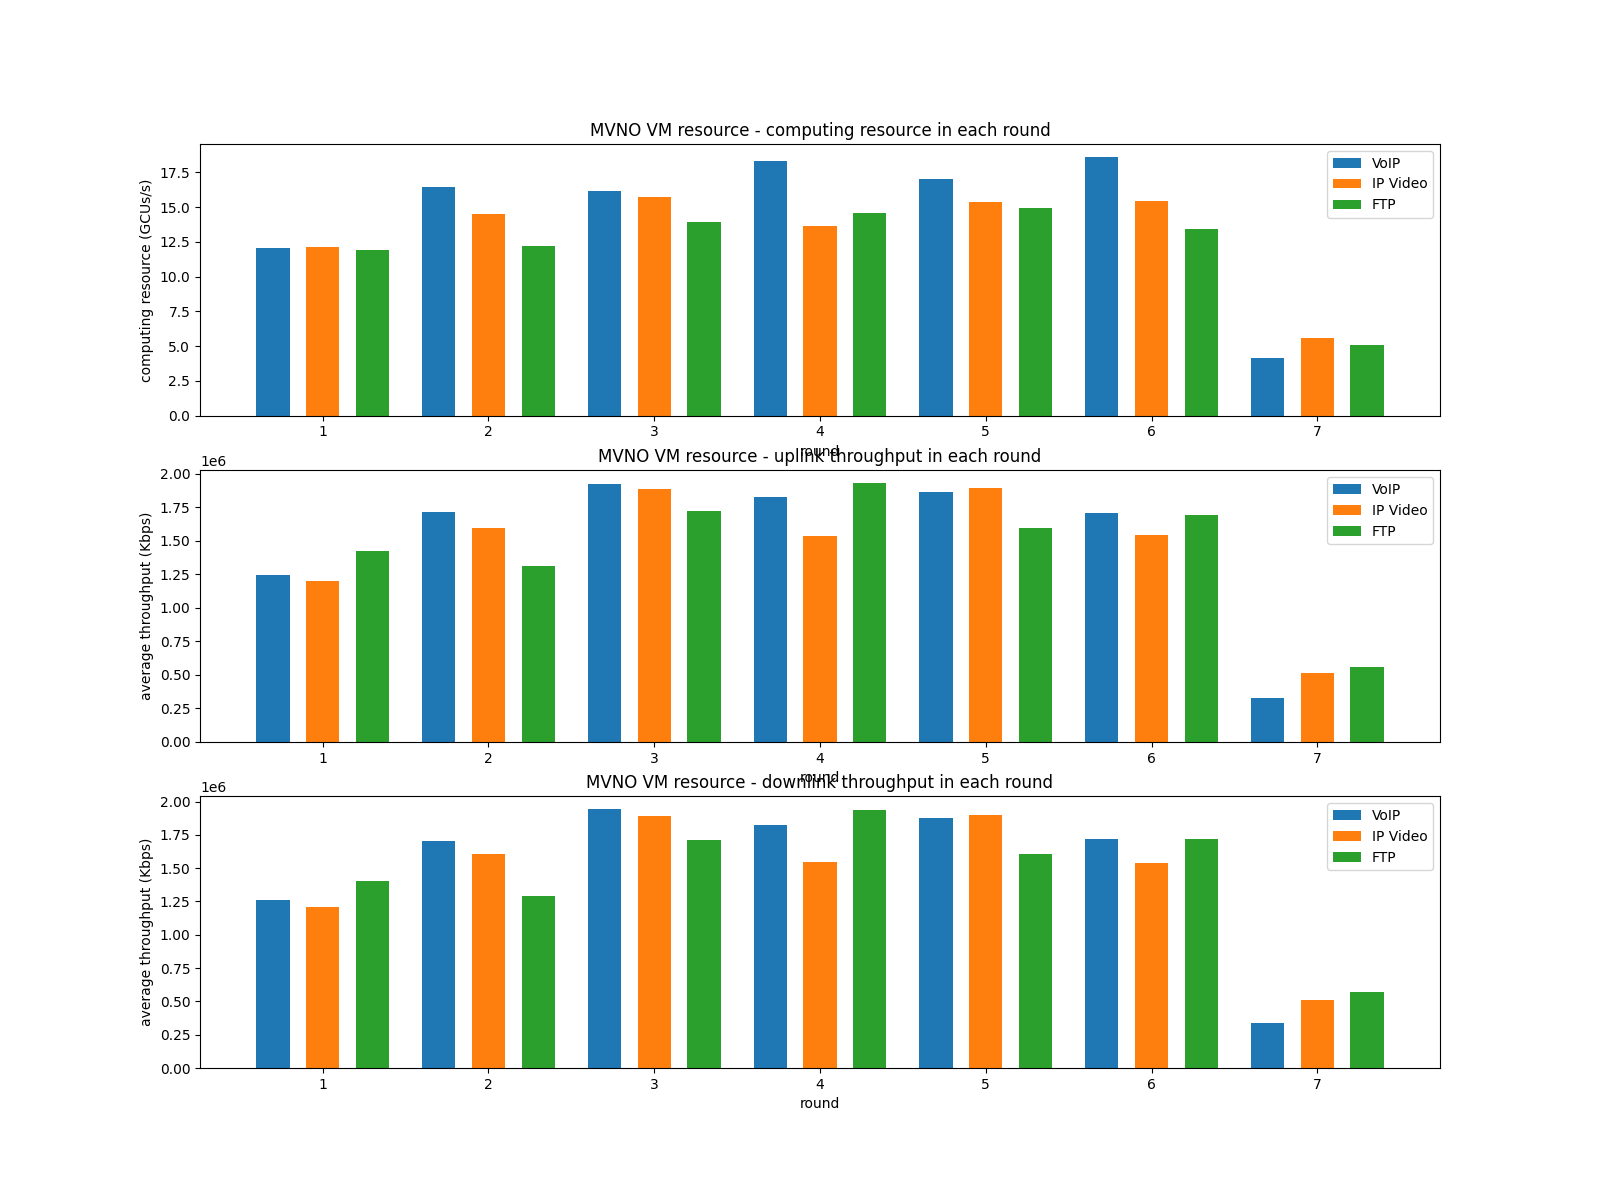 MVNO VM resource - computing resource in each round
computing resource (GCUs/s)
17.5
15.0
12.5
10.0
7.5
5.0
2.5
0.0
VoIP
IP Video
FTP
1 2 3 4 5 6 7
round
MVNO VM resource - uplink throughput in each round
1e6
average throughput (Kbps)
2.00
1.75
1.50
1.25
1.00
0.75
0.50
0.25
0.00
VoIP
IP Video
FTP
1 2 3 4 5 6 7
round
MVNO VM resource - downlink throughput in each round
1e6
average throughput (Kbps)
2.00
1.75
1.50
1.25
1.00
0.75
0.50
0.25
0.00
VoIP
IP Video
FTP
1 2 3 4 5 6 7
round